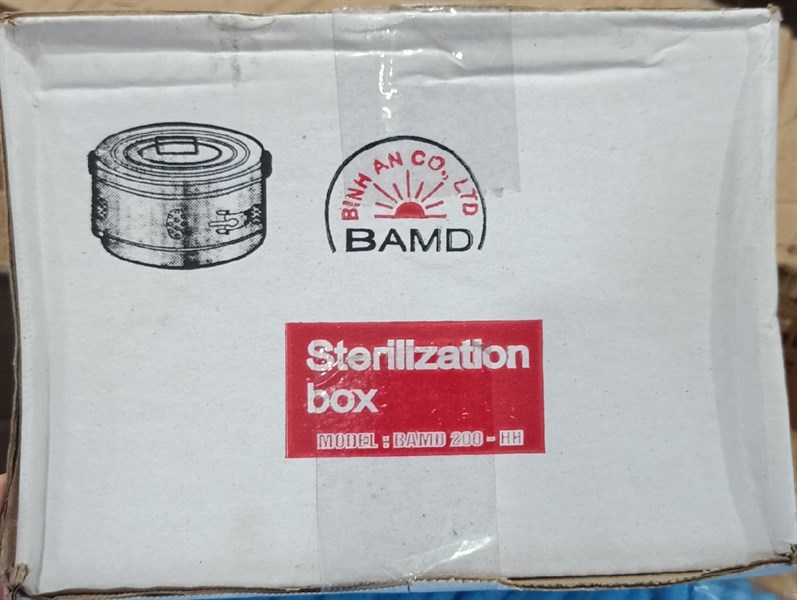 BINH AN CO., LTD
BAMD
Sterilization
box
MODEL : BAMD 200 - HH